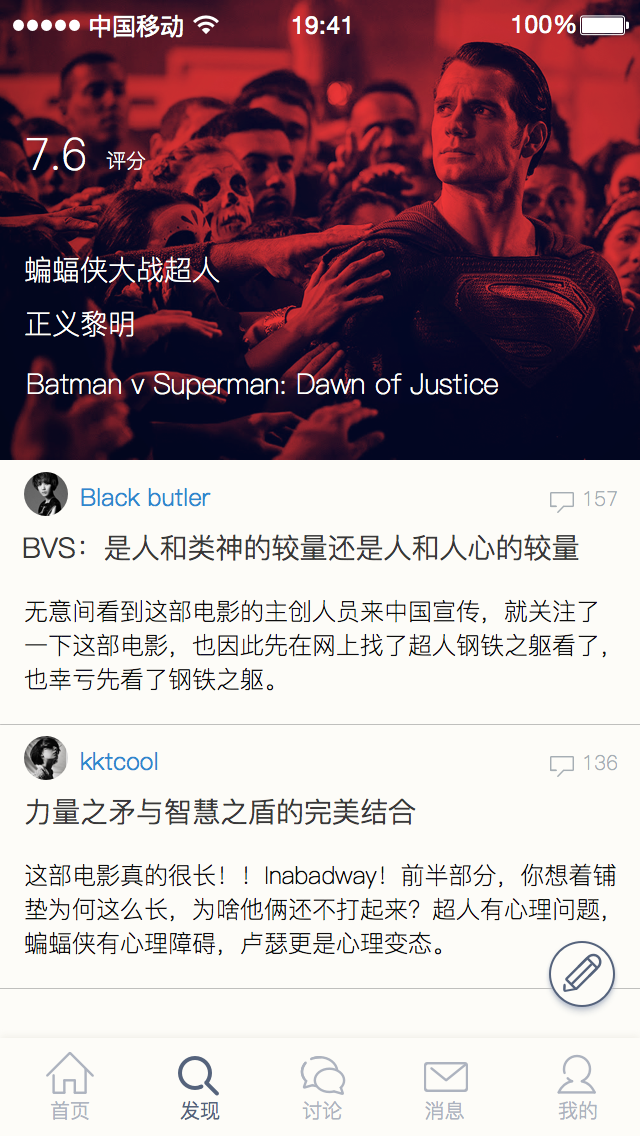 中国移动 19:41 100%
7.6 评分
蝙蝠侠大战超人
正义黎明
Batman v Superman: Dawn of Justice
Black butler 157
BVS：是人和类神的较量还是人和人心的较量
无意间看到这部电影的主创人员来中国宣传，就关注了
一下这部电影，也因此先在网上找了超人钢铁之躯看了，
也幸亏先看了钢铁之躯。
kktcool 136
力量之矛与智慧之盾的完美结合
这部电影真的很长！！Inabadway！前半部分，你想着铺
垫为何这么长，为啥他俩还不打起来？超人有心理问题，
蝙蝠侠有心理障碍，卢瑟更是心理变态。
首页 发现 讨论 消息 我的